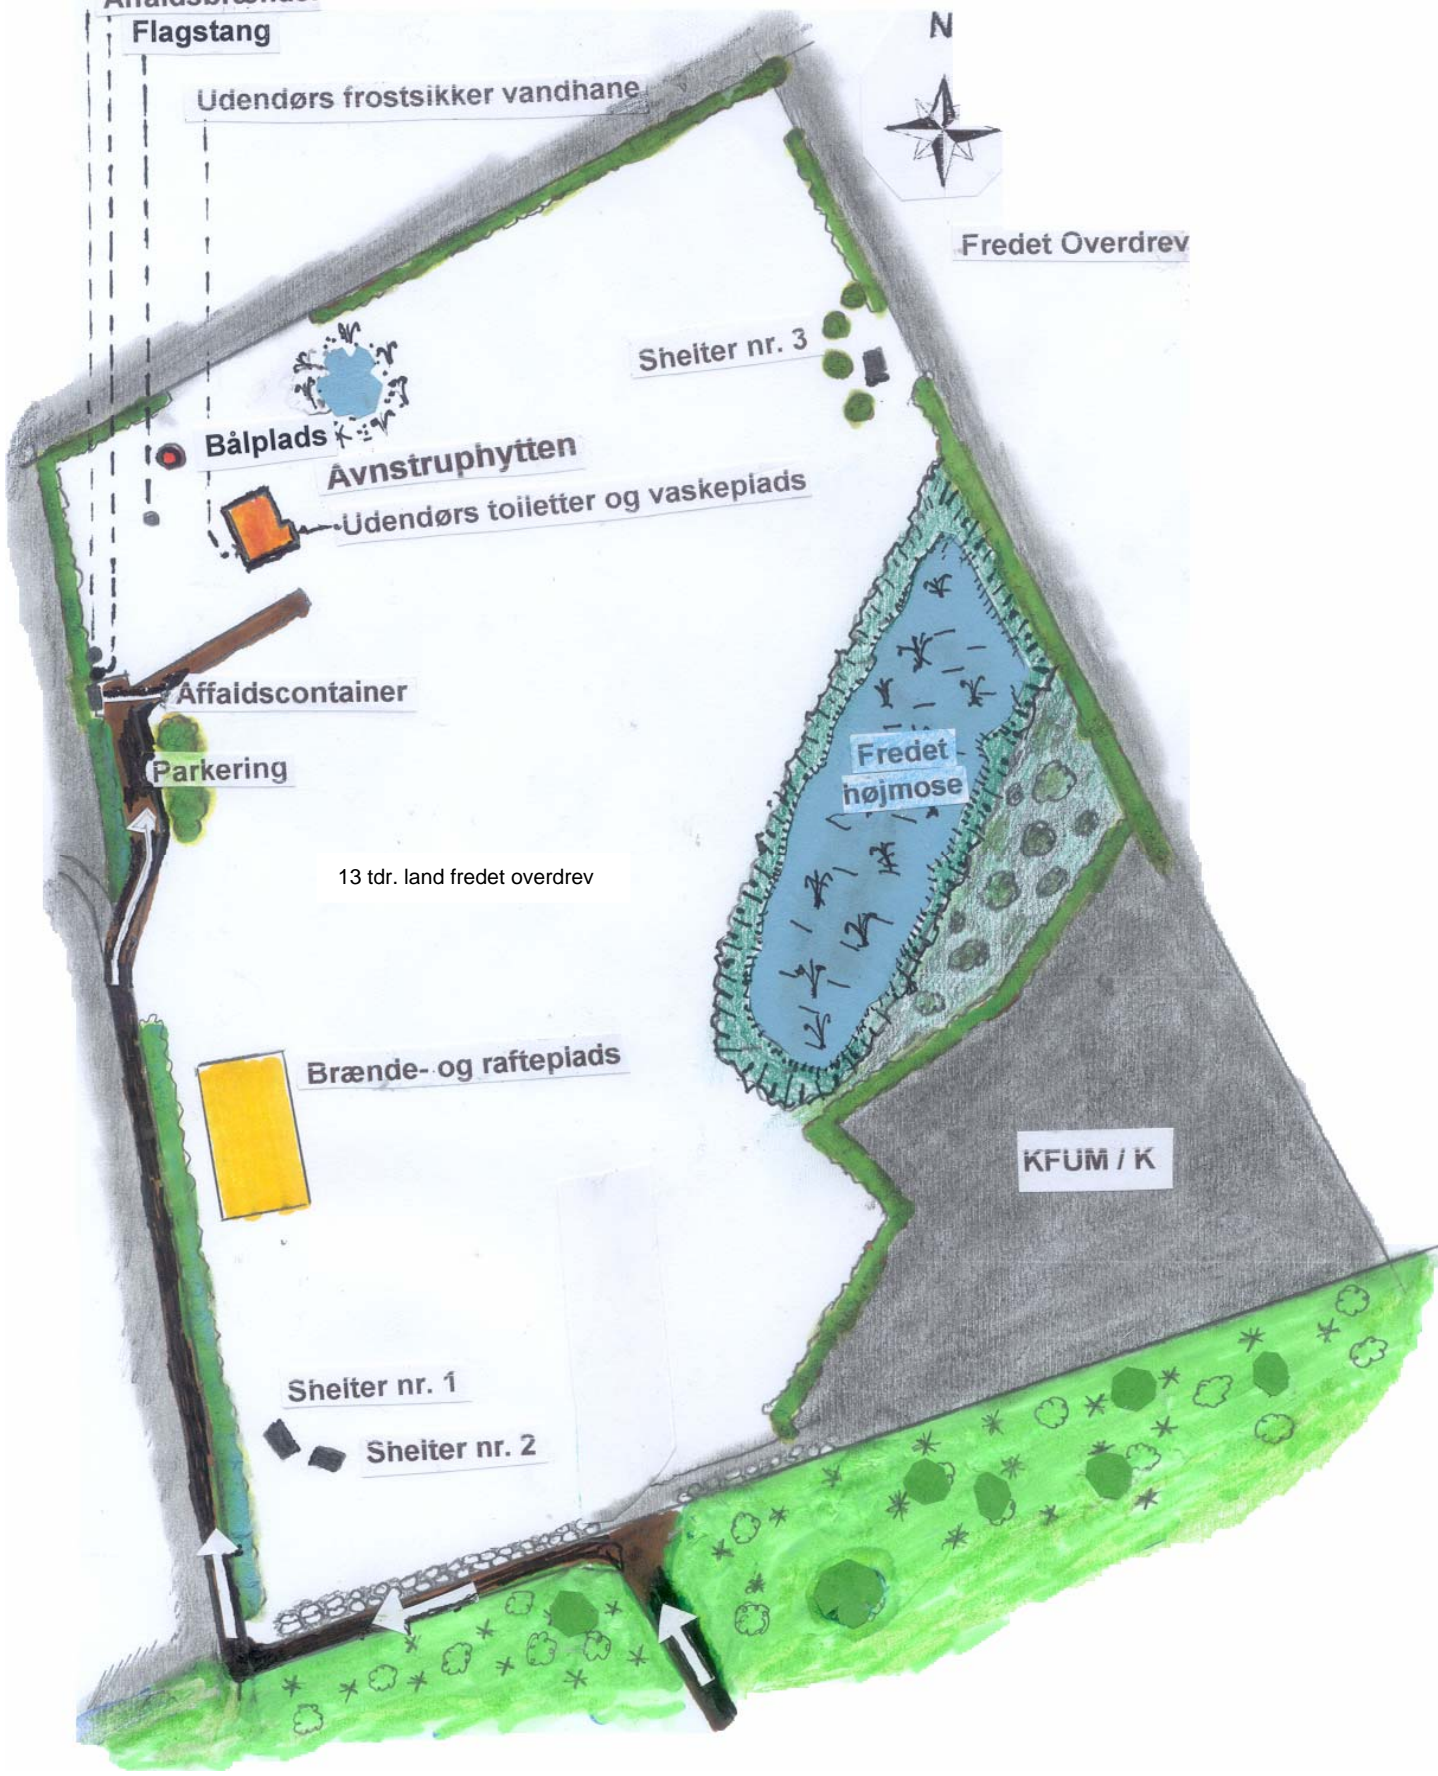 Flagstang
N
Udendørs frostsikker vandhane
Fredet Overdrev
Shelter nr. 3
Bålplads
Avnstruphytten
Udendørs toiletter og vaskeplads
Affaldscontainer
Fredet
højmose
Parkering
13 tdr. land fredet overdrev
Brænde- og rafteplads
KFUM / K
Shelter nr. 1
Shelter nr. 2